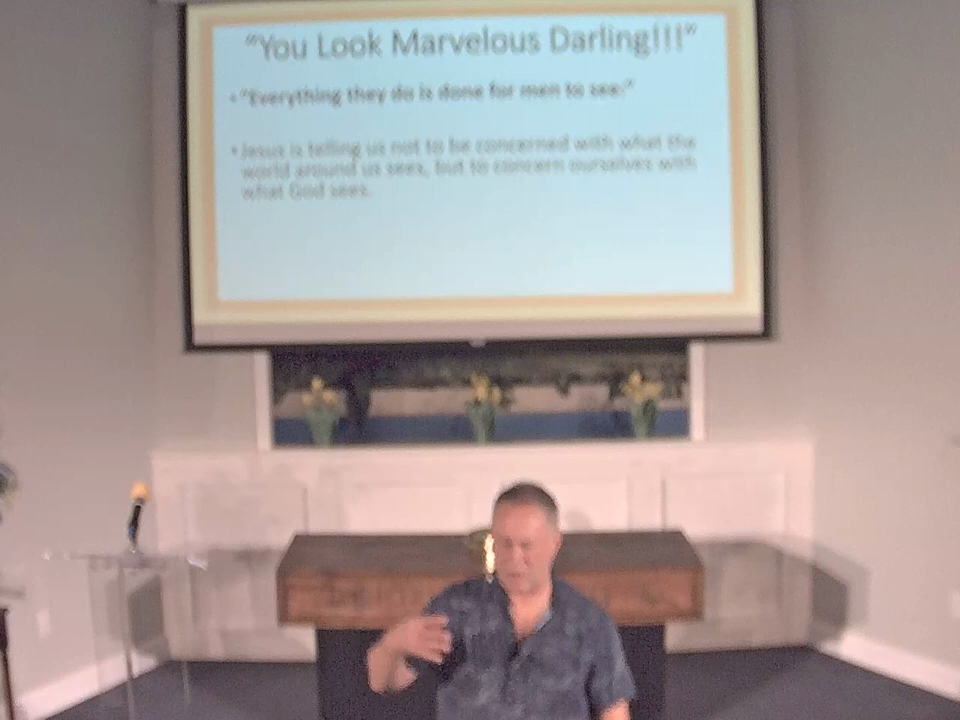 “You Look Marvelous Darling!!!”
• “Everything they do is done for men to see:”
• Jesus is telling us not to be concerned with what the
world around us sees, but to concern ourselves with
what God sees.